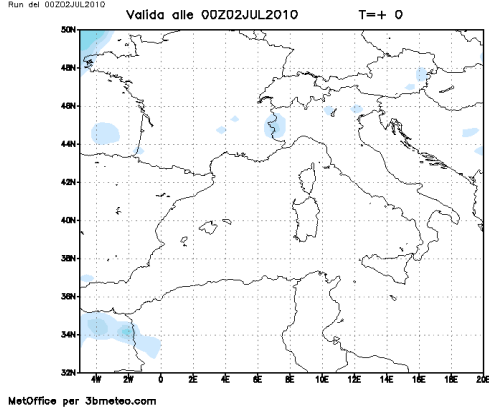 Run del 00Z02JUL2010
Valida alle 00Z02JUL2010 T=+ 0
50N
48N
46N
44N
42N
40N
38N
36N
34N
32N
4W 2W 0 2E 4E 6E 8E 10E 12E 14E 16E 18E 20E
MetOffice per 3bmeteo.com